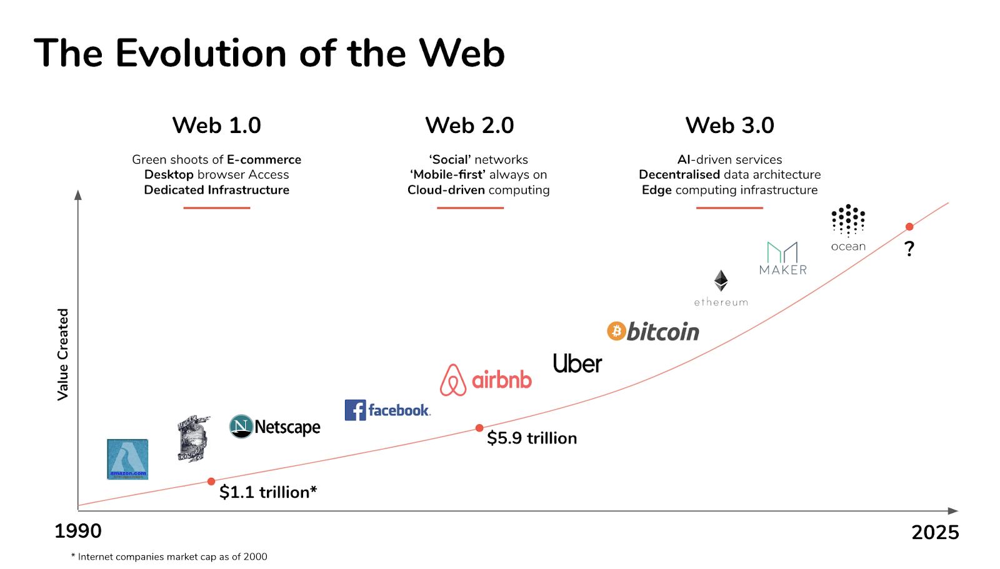 The Evolution of the Web
Web 1.0
Green shoots of E-commerce
Desktop browser Access
Dedicated Infrastructure
Web 2.0
‘Social’ networks
‘Mobile-first’ always on
Cloud-driven computing
Web 3.0
AI-driven services
Decentralised data architecture
Edge computing infrastructure
Value Created
amazon.com
Netscape
facebook.
airbnb
Uber
bitcoin
ethereum
MAKER
ocean
$1.1 trillion*
$5.9 trillion
?
1990
2025
* Internet companies market cap as of 2000